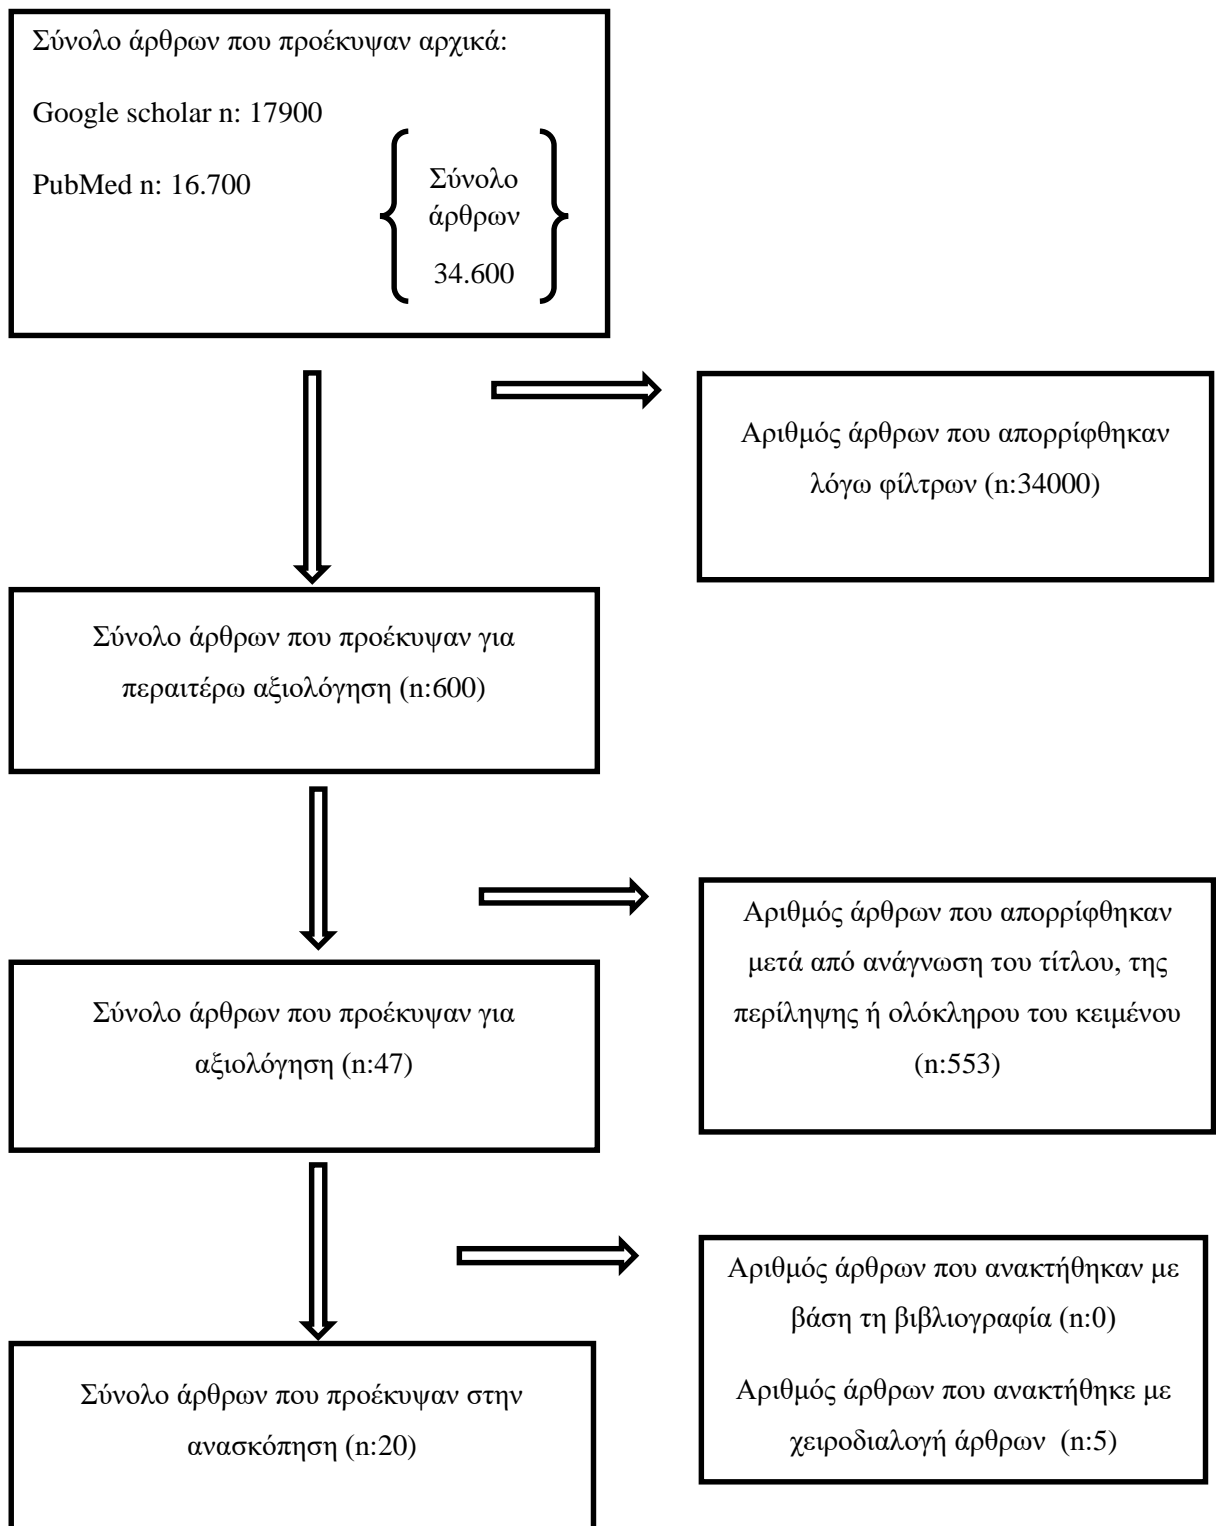 Σύνολο άρθρων που προέκυψαν αρχικά:
Google scholar n: 17900
PubMed n: 16.700
Σύνολο
άρθρων
34.600
Αριθμός άρθρων που απορρίφθηκαν
λόγω φίλτρων (n:34000)
Σύνολο άρθρων που προέκυψαν για
περαιτέρω αξιολόγηση (n:600)
Αριθμός άρθρων που απορρίφθηκαν
μετά από ανάγνωση του τίτλου, της
περίληψης ή ολόκληρου του κειμένου
(n:553)
Σύνολο άρθρων που προέκυψαν για
αξιολόγηση (n:47)
Αριθμός άρθρων που ανακτήθηκαν με
βάση τη βιβλιογραφία (n:0)
Αριθμός άρθρων που ανακτήθηκε με
χειροδιαλογή άρθρων (n:5)
Σύνολο άρθρων που προέκυψαν στην
ανασκόπηση (n:20)